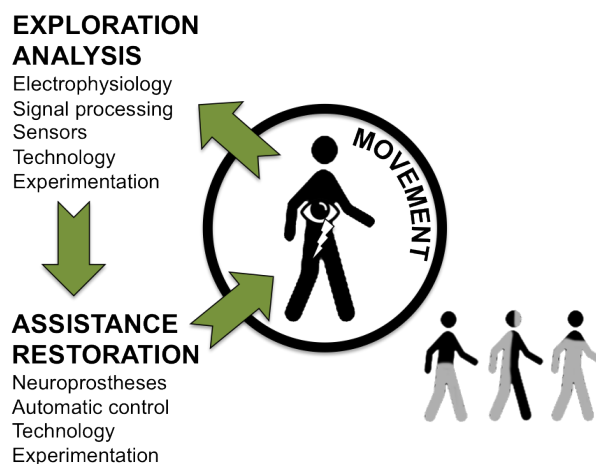 EXPLORATION
ANALYSIS
Electrophysiology
Signal processing
Sensors
Technology
Experimentation
MOVEMENT
ASSISTANCE
RESTORATION
Neuroprostheses
Automatic control
Technology
Experimentation